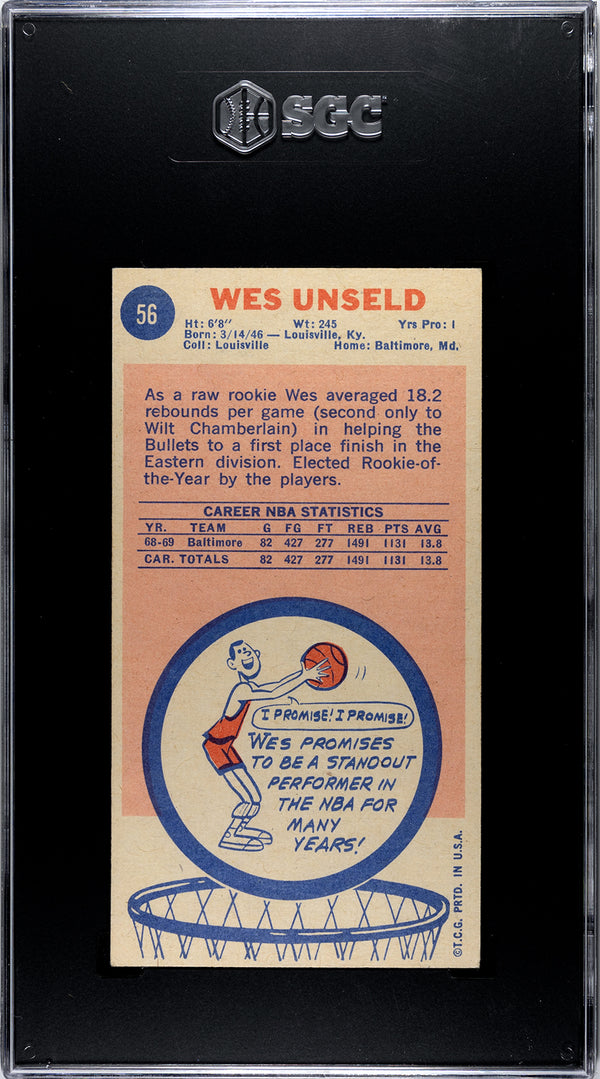 SGC
56
WES UNSELD
Ht: 6'8" Wt: 245 Yrs Pro: 1
Born: 3/14/46 — Louisville, Ky.
Coll: Louisville Home: Baltimore, Md.
As a raw rookie Wes averaged 18.2
rebounds per game (second only to
Wilt Chamberlain) in helping the
Bullets to a first place finish in the
Eastern division. Elected Rookie-of-
the-Year by the players.
CAREER NBA STATISTICS
YR. TEAM G FG FT REB PTS AVG
68-69 Baltimore 82 427 277 1491 1131 13.8
CAR. TOTALS 82 427 277 1491 1131 13.8
I PROMISE! I PROMISE!
WES PROMISES
TO BE A STANDOUT
PERFORMER IN
THE NBA FOR
MANY
YEARS!
©T.C.G. PRTD. IN U.S.A.